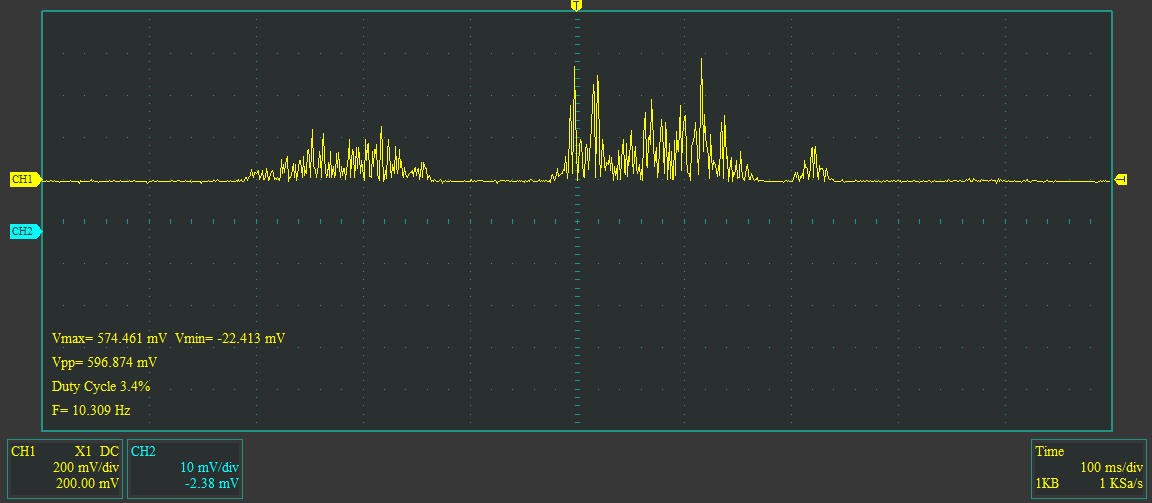 T
CH1
T
CH2
Vmax= 574.461 mV Vmin= -22.413 mV
Vpp= 596.874 mV
Duty Cycle 3.4%
F= 10.309 Hz
CH1 X1 DC
200 mV/div
200.00 mV
CH2
10 mV/div
-2.38 mV
Time
100 ms/div
1KB 1 KSa/s